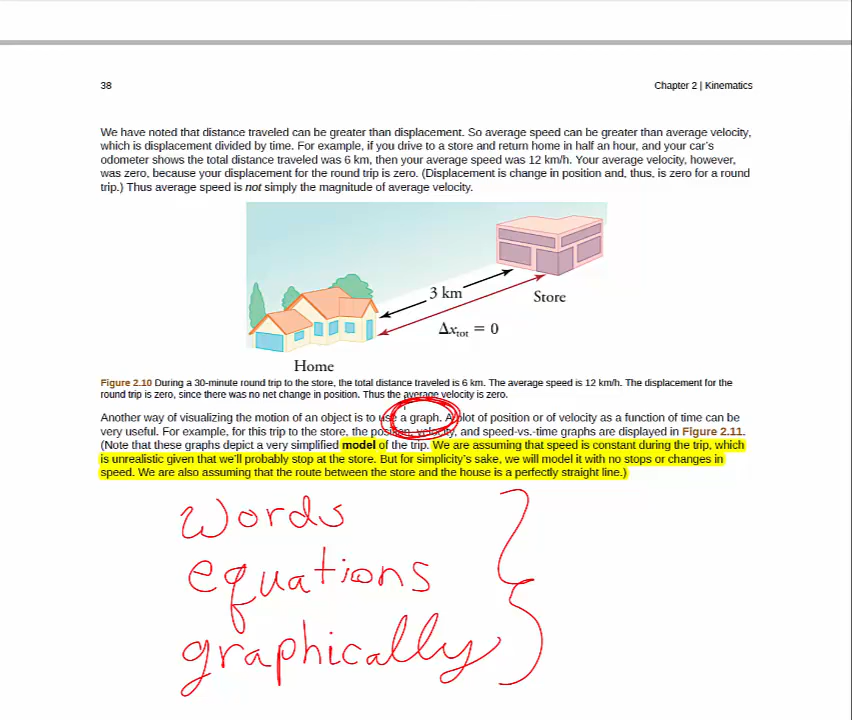 38 Chapter 2 | Kinematics
We have noted that distance traveled can be greater than displacement. So average speed can be greater than average velocity,
which is displacement divided by time. For example, if you drive to a store and return home in half an hour, and your car's
odometer shows the total distance traveled was 6 km, then your average speed was 12 km/h. Your average velocity, however,
was zero, because your displacement for the round trip is zero. (Displacement is change in position and, thus, is zero for a round
trip.) Thus average speed is not simply the magnitude of average velocity.
3 km
Store
Δxtot = 0
Home
Figure 2.10 During a 30-minute round trip to the store, the total distance traveled is 6 km. The average speed is 12 km/h. The displacement for the
round trip is zero, since there was no net change in position. Thus the average velocity is zero.
Another way of visualizing the motion of an object is to use a graph. A plot of position or of velocity as a function of time can be
very useful. For example, for this trip to the store, the position, velocity, and speed-vs.-time graphs are displayed in Figure 2.11.
(Note that these graphs depict a very simplified model of the trip. We are assuming that speed is constant during the trip, which
is unrealistic given that we'll probably stop at the store. But for simplicity's sake, we will model it with no stops or changes in
speed. We are also assuming that the route between the store and the house is a perfectly straight line.)
words
equations
graphically